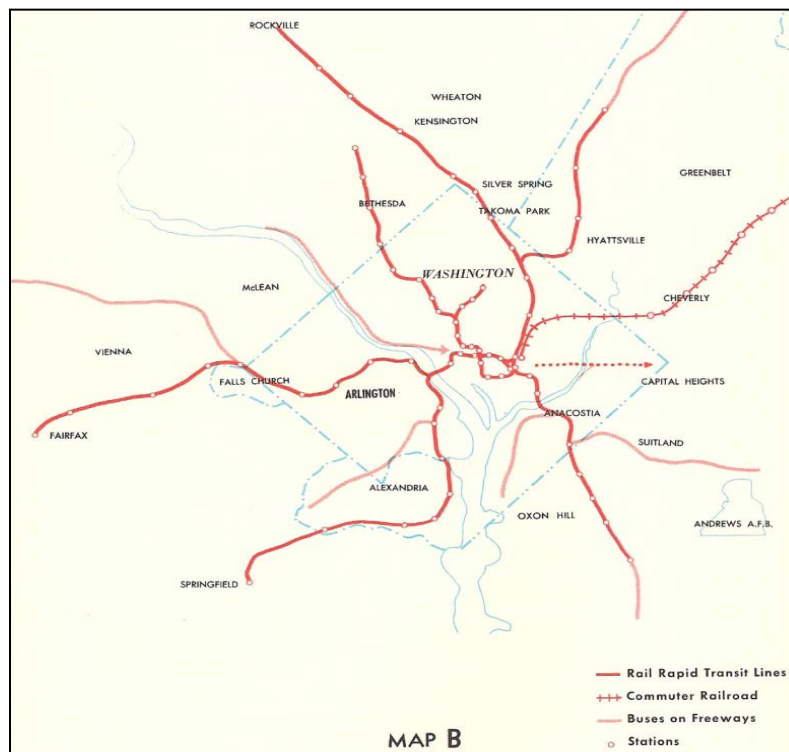 ROCKVILLE
WHEATON
KENSINGTON
GREENBELT
SILVER SPRING
BETHESDA
TAKOMA PARK
HYATTSVILLE
WASHINGTON
McLEAN
CHEVERLY
VIENNA
FALLS CHURCH
CAPITAL HEIGHTS
ARLINGTON
ANACOSTIA
FAIRFAX
SUITLAND
ALEXANDRIA
OXON HILL
ANDREWS A.F.B.
SPRINGFIELD
Rail Rapid Transit Lines
Commuter Railroad
Buses on Freeways
Stations
MAP B